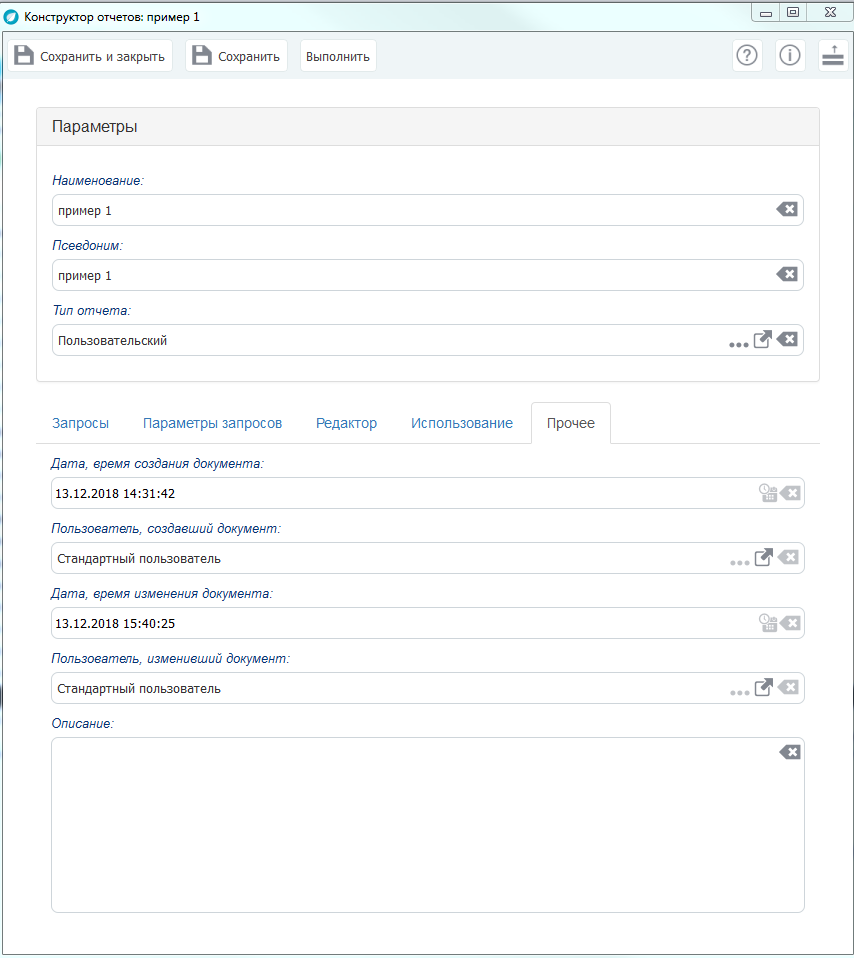 Конструктор отчетов: пример 1
Сохранить и закрыть Сохранить Выполнить
Параметры
Наименование:
пример 1
Псевдоним:
пример 1
Тип отчета:
Пользовательский
Запросы Параметры запросов Редактор Использование Прочее
Дата, время создания документа:
13.12.2018 14:31:42
Пользователь, создавший документ:
Стандартный пользователь
Дата, время изменения документа:
13.12.2018 15:40:25
Пользователь, изменивший документ:
Стандартный пользователь
Описание: